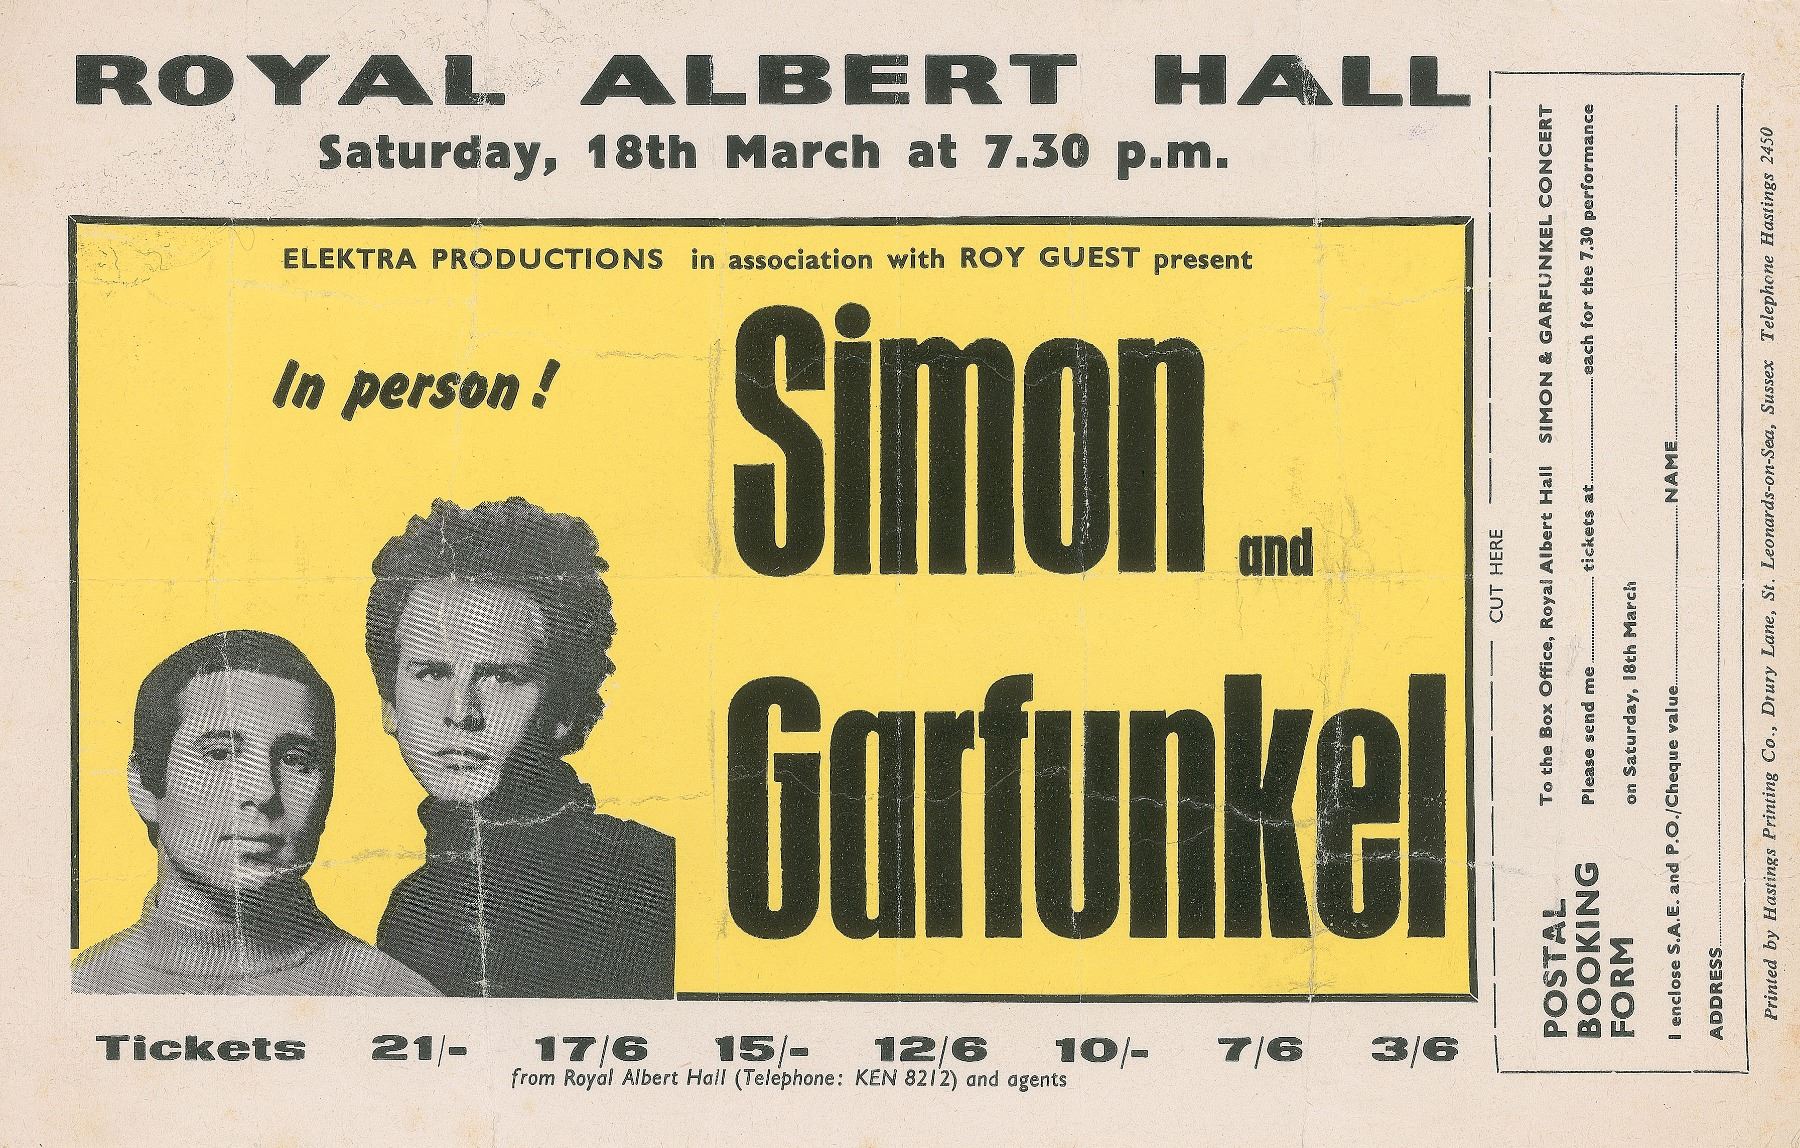 ROYAL ALBERT HALL
Saturday, 18th March at 7.30 p.m.
ELEKTRA PRODUCTIONS in association with ROY GUEST present
In person!
Simon
and
Garfunkel
Tickets 21/- 17/6 15/- 12/6 10/- 7/6 3/6
from Royal Albert Hall (Telephone: KEN 8212) and agents
CUT HERE
POSTAL
BOOKING
FORM
To the Box Office, Royal Albert Hall SIMON & GARFUNKEL CONCERT
Please send me tickets at each for the 7.30 performance
on Saturday, 18th March
I enclose S.A.E. and P.O./Cheque value NAME
ADDRESS
Printed by Hastings Printing Co., Drury Lane, St. Leonards-on-Sea, Sussex Telephone Hastings 2450